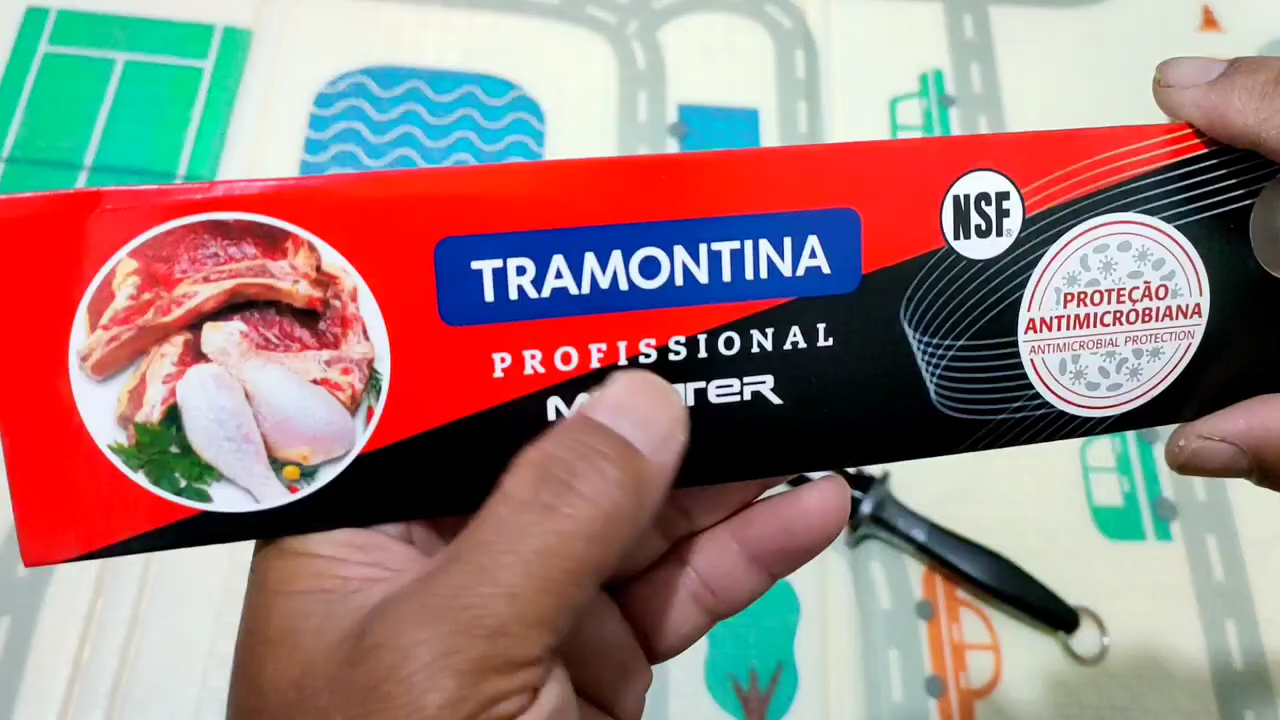 TRAMONTINA
PROFISSIONAL
NSF
PROTEÇÃO
ANTIMICROBIANA
ANTIMICROBIAL PROTECTION